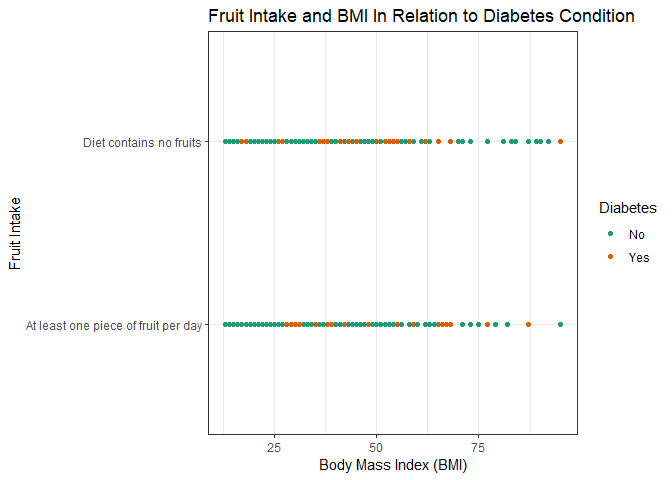 Fruit Intake and BMI In Relation to Diabetes Condition
Diet contains no fruits
At least one piece of fruit per day
Fruit Intake
25
50
75
Body Mass Index (BMI)
Diabetes
No
Yes